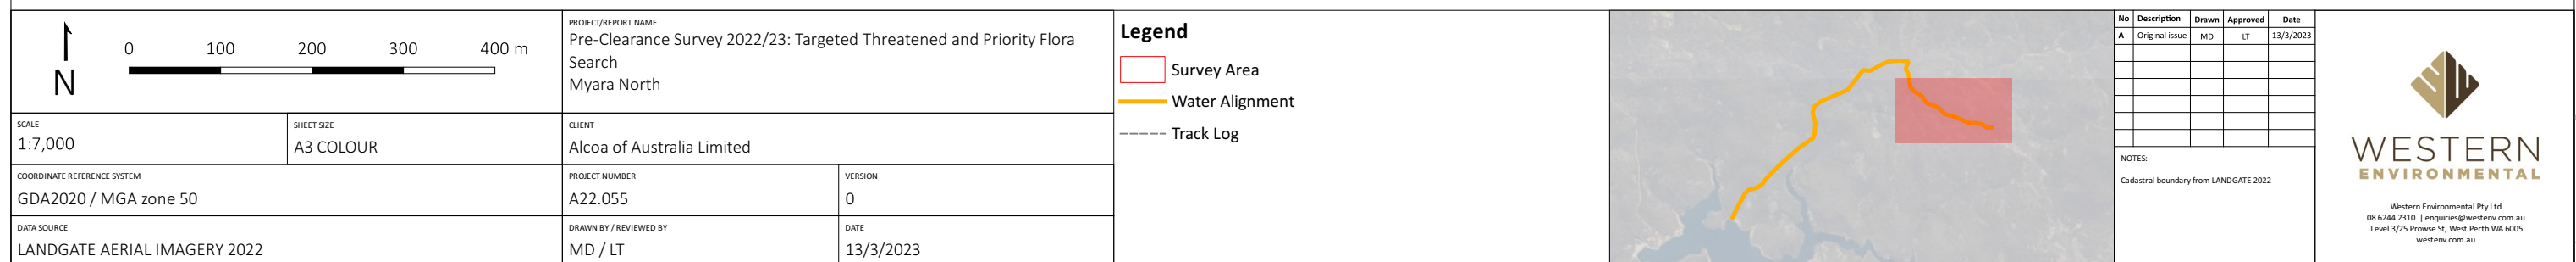 N
0 100 200 300 400 m
PROJECT/REPORT NAME
Pre-Clearance Survey 2022/23: Targeted Threatened and Priority Flora
Search
Myara North
SCALE
1:7,000
SHEET SIZE
A3 COLOUR
CLIENT
Alcoa of Australia Limited
COORDINATE REFERENCE SYSTEM
GDA2020 / MGA zone 50
PROJECT NUMBER
A22.055
VERSION
0
DATA SOURCE
LANDGATE AERIAL IMAGERY 2022
DRAWN BY / REVIEWED BY
MD / LT
DATE
13/3/2023
Legend
Survey Area
Water Alignment
Track Log
No Description Drawn Approved Date
A Original issue MD LT 13/3/2023
NOTES:
Cadastral boundary from LANDGATE 2022
WESTERN
ENVIRONMENTAL
Western Environmental Pty Ltd
08 6244 2310 | enquiries@westenv.com.au
Level 3/25 Prowse St, West Perth WA 6005
westenv.com.au